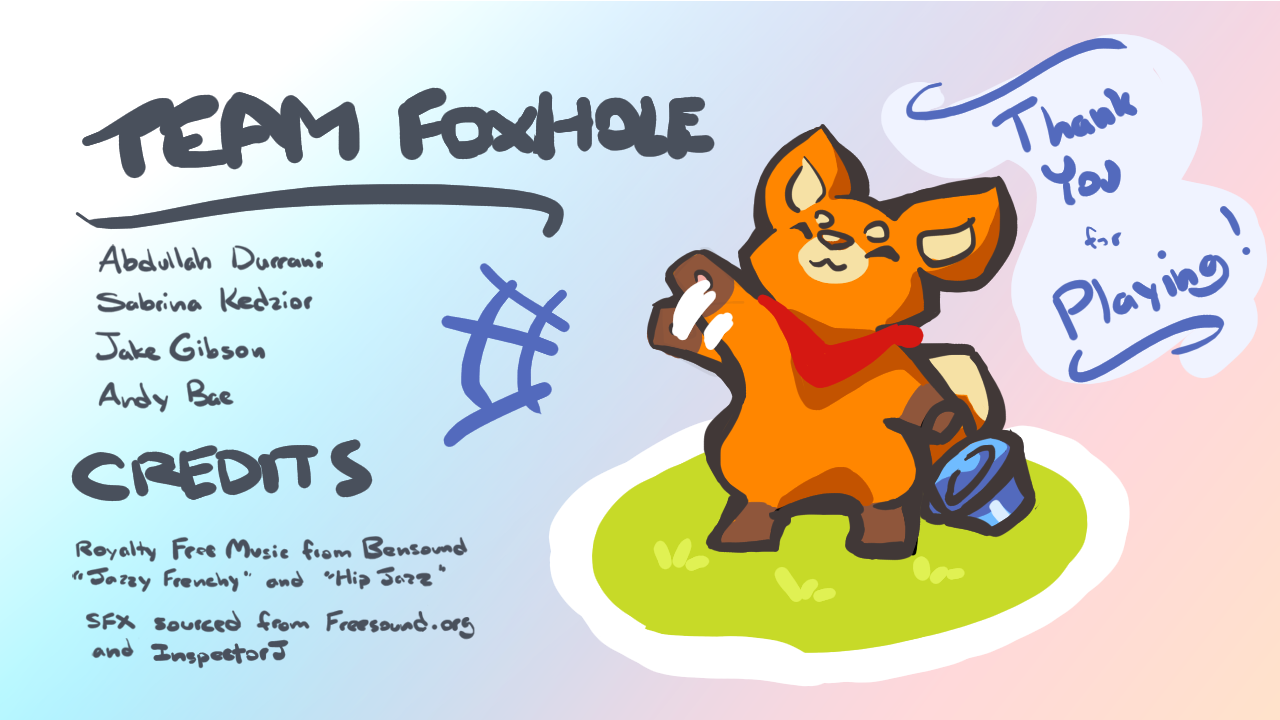 TEAM FOXHOLE
Abdullah Durrani
Sabrina Kedzior
Jake Gibson
Andy Bae
CREDITS
Royalty Free Music from Bensound
"Jazzy Frenchy" and "Hip Jazz"
SFX sourced from Freesound.org
and InspectorJ
Thank
You
for
Playing!